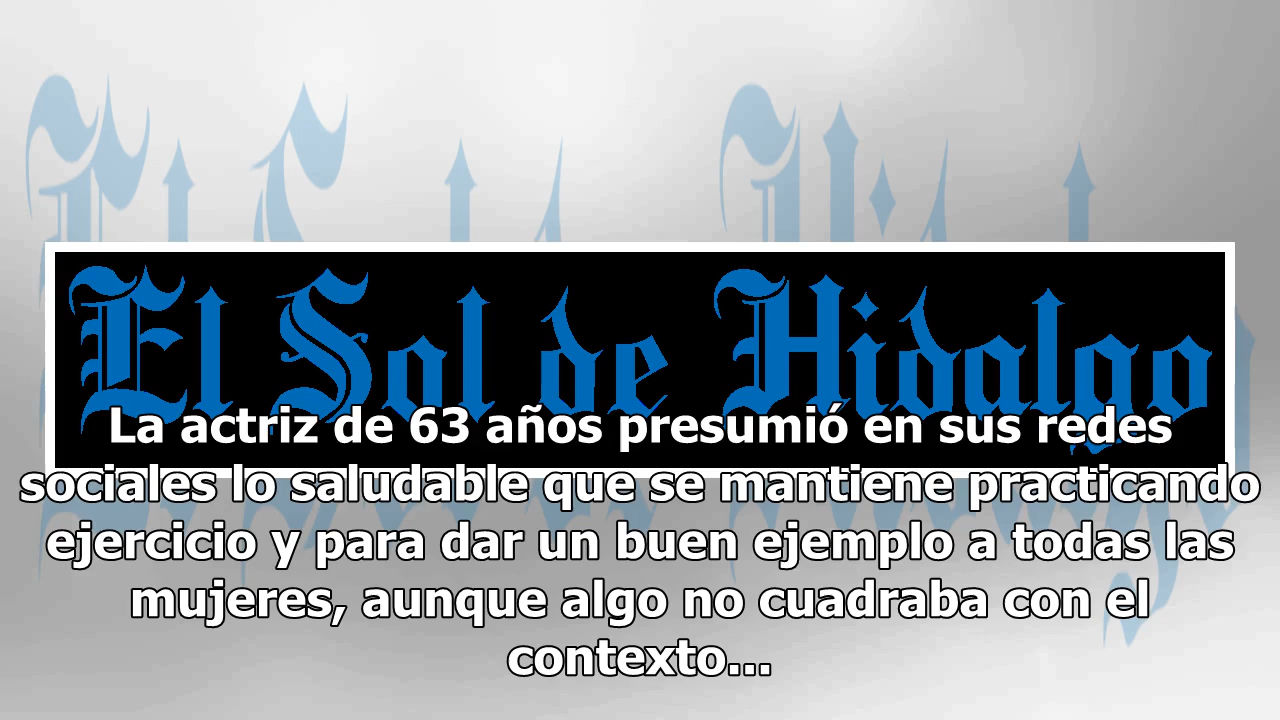 El Sol de Hidalgo
La actriz de 63 años presumió en sus redes
sociales lo saludable que se mantiene practicando
ejercicio y para dar un buen ejemplo a todas las
mujeres, aunque algo no cuadraba con el
contexto...